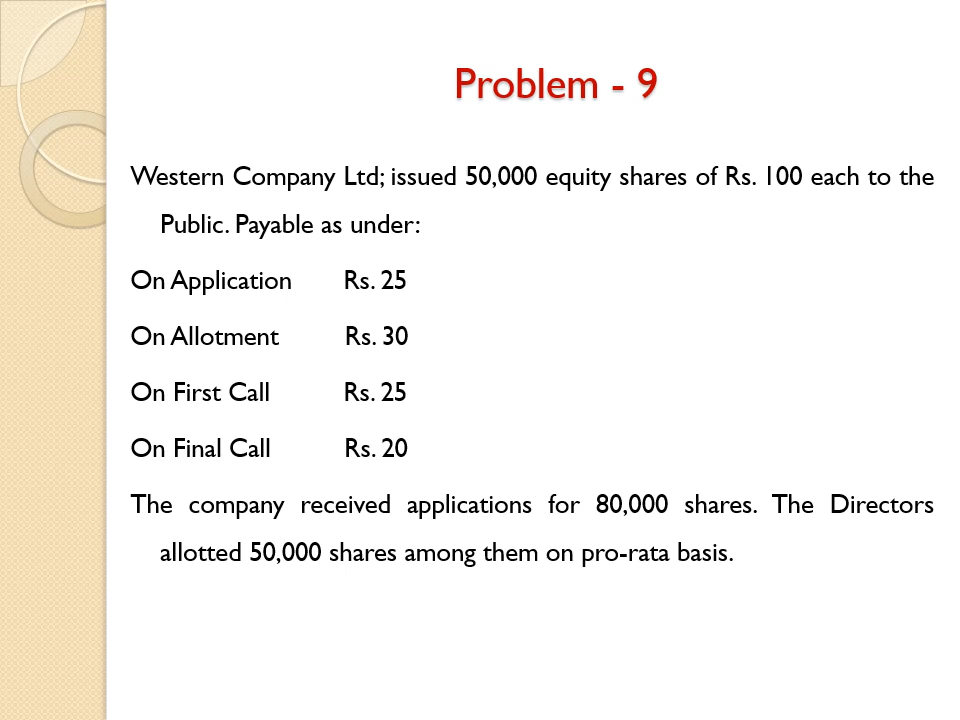 Problem - 9
Western Company Ltd; issued 50,000 equity shares of Rs. 100 each to the
Public. Payable as under:
On Application Rs. 25
On Allotment Rs. 30
On First Call Rs. 25
On Final Call Rs. 20
The company received applications for 80,000 shares. The Directors
allotted 50,000 shares among them on pro-rata basis.